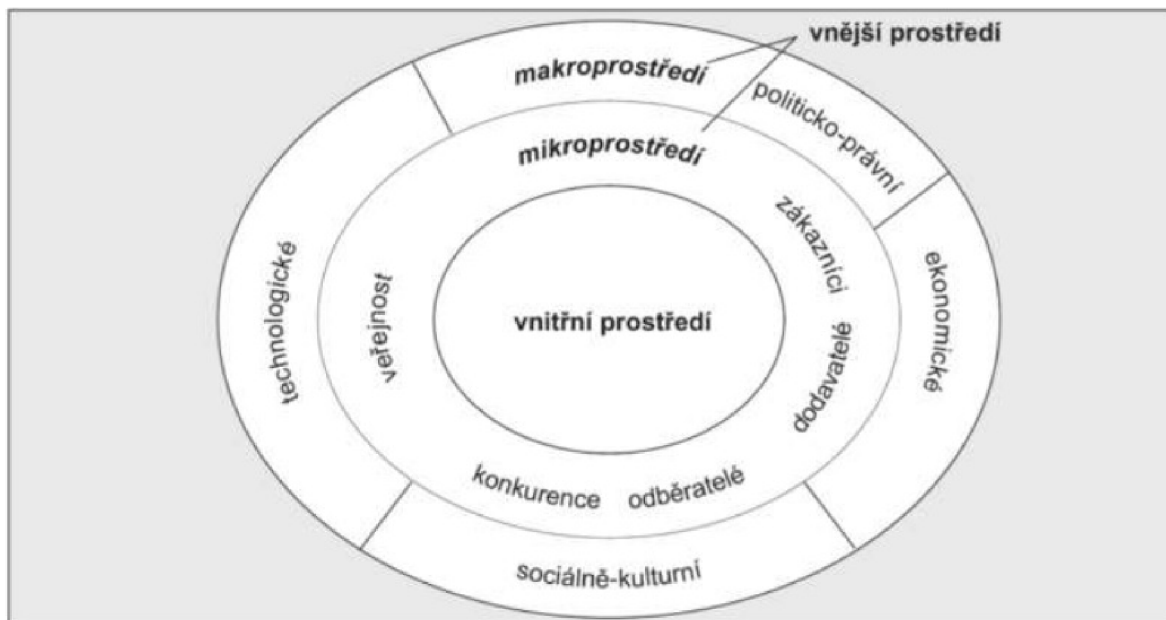 vnější prostředí
makroprostředí
politicko-právní
mikroprostředí
zákazníci
ekonomické
technologické
veřejnost
vnitřní prostředí
dodavatelé
konkurence
odběratelé
sociálně-kulturní